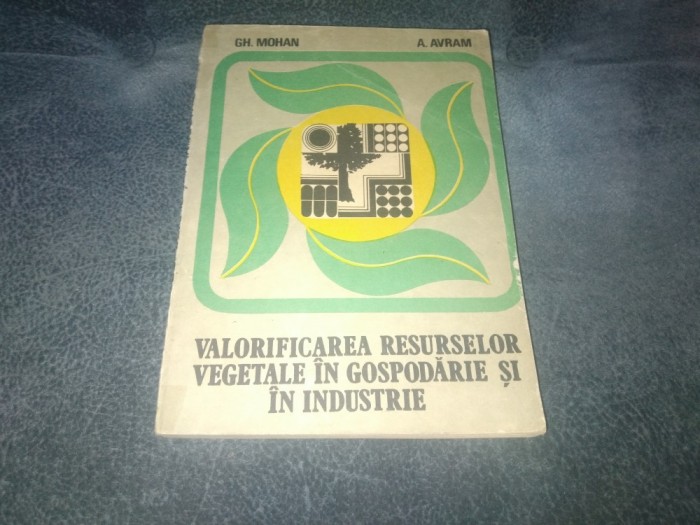 GH. MOHAN A. AVRAM
VALORIFICAREA RESURSELOR
VEGETALE ÎN GOSPODĂRIE ȘI
ÎN INDUSTRIE